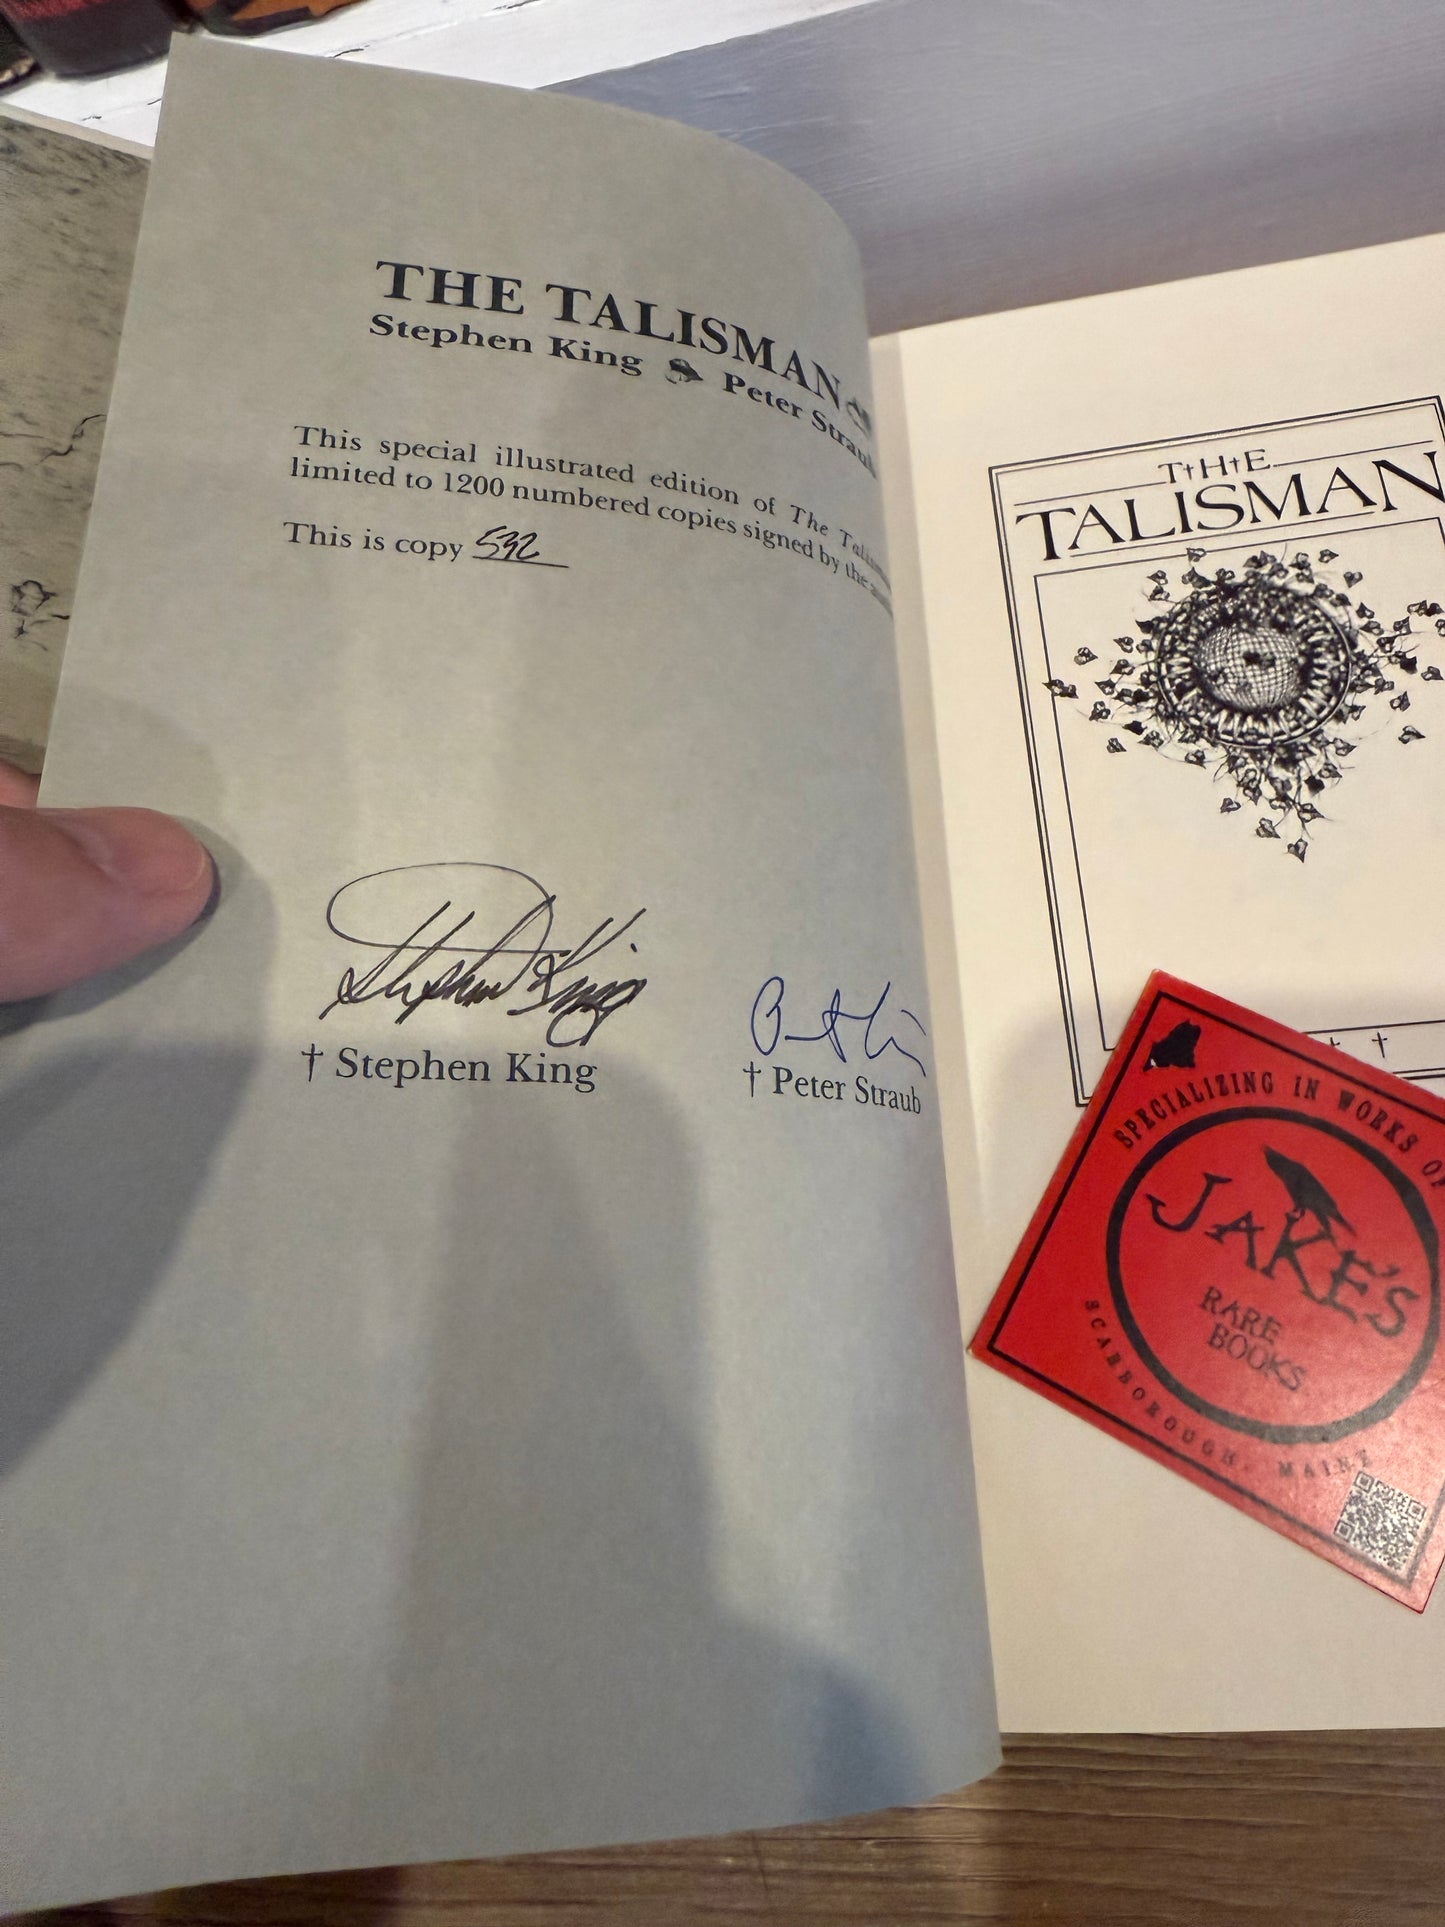 THE TALISMAN
Stephen King Peter Straub
This special illustrated edition of The
limited to 1200 numbered copies signed by the
This is copy 532
Stephen King
† Stephen King
† Peter Straub
T†H†E
TALISMAN
† †
SPECIALIZING IN WORKS OF
JAKE'S
RARE
BOOKS
SCARBOROUGH, MAINE